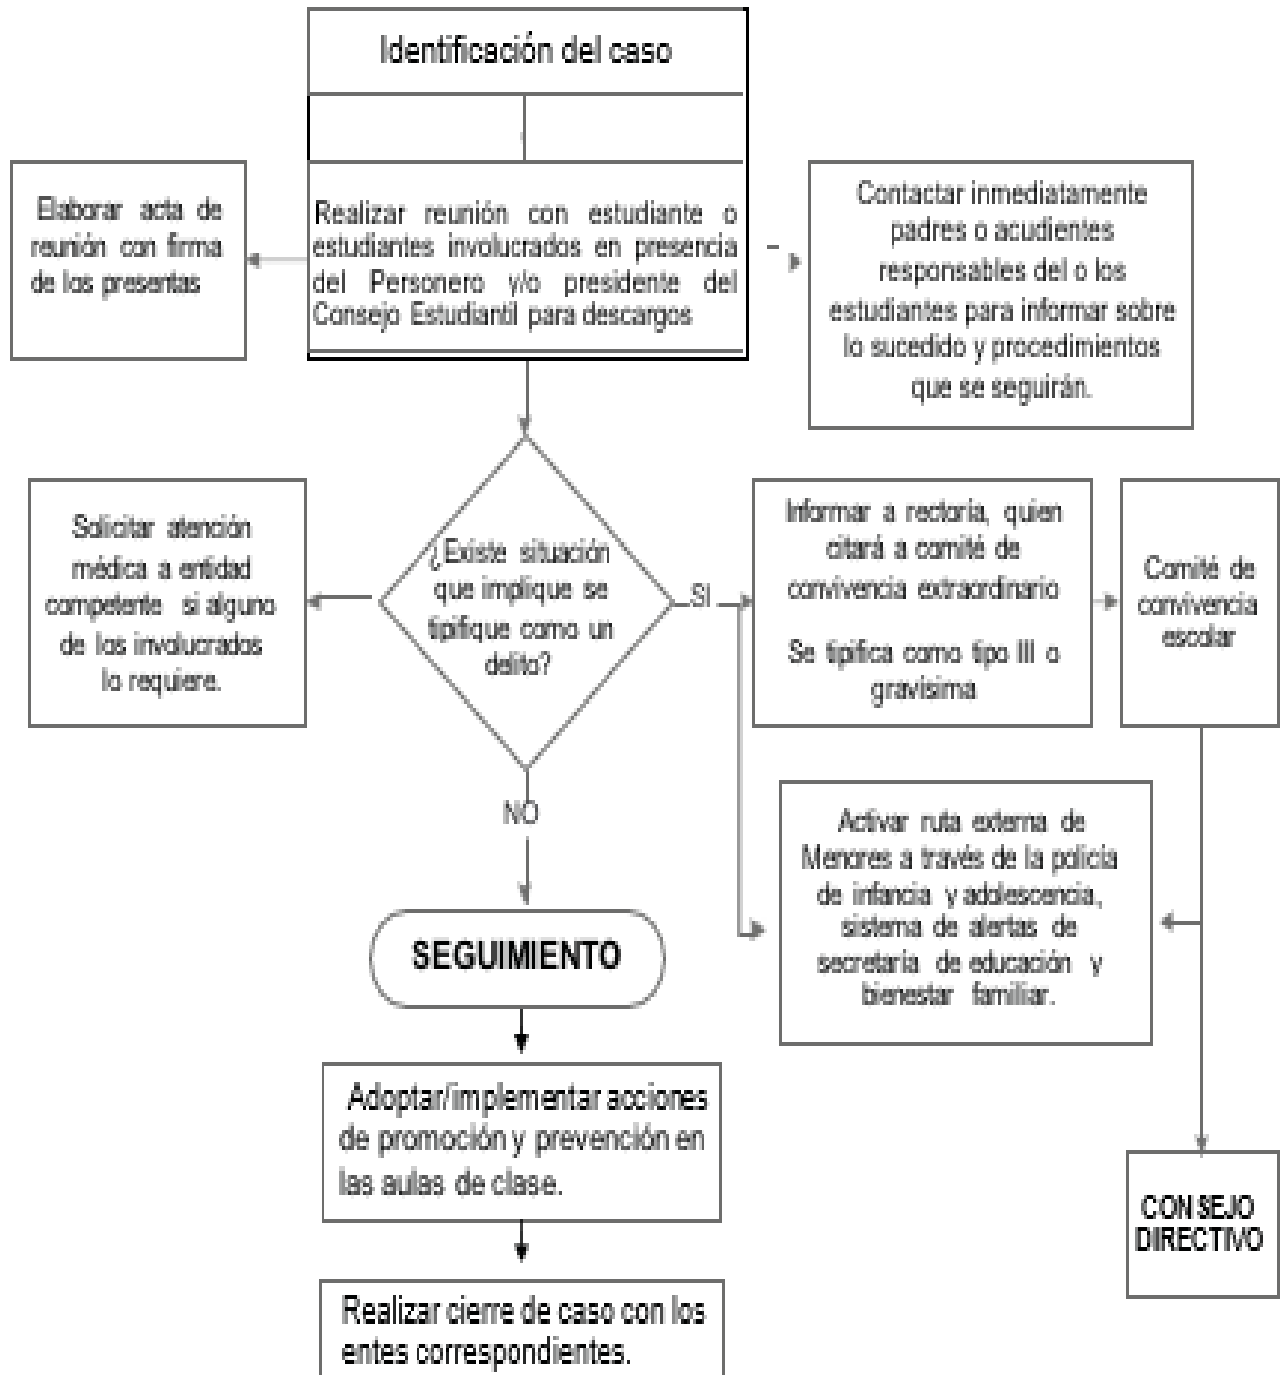 Identificación del caso
Elaborar acta de
reunión con firma
de los presentas
Realizar reunión con estudiante o
estudiantes involucrados en presencia
del Personero y/o presidente del
Consejo Estudiantil para descargos
Contactar inmediatamente
padres o acudientes
responsables del o los
estudiantes para informar sobre
lo sucedido y procedimientos
que se seguirán.
Solicitar atención
médica a entidad
competente si alguno
de los involucrados
lo requiere.
¿Existe situación
que implique se
tipifique como un
delito?
SI
Informar a rectoría, quien
citará a comité de
convivencia extraordinario
Se tipifica como tipo III o
gravísima
Comité de
convivencia
escolar
NO
Activar ruta externa de
Menores a través de la policía
de infancia y adolescencia,
sistema de alertas de
secretaría de educación y
bienestar familiar.
SEGUIMIENTO
Adoptar/implementar acciones
de promoción y prevención en
las aulas de clase.
CONSEJO
DIRECTIVO
Realizar cierre de caso con los
entes correspondientes.